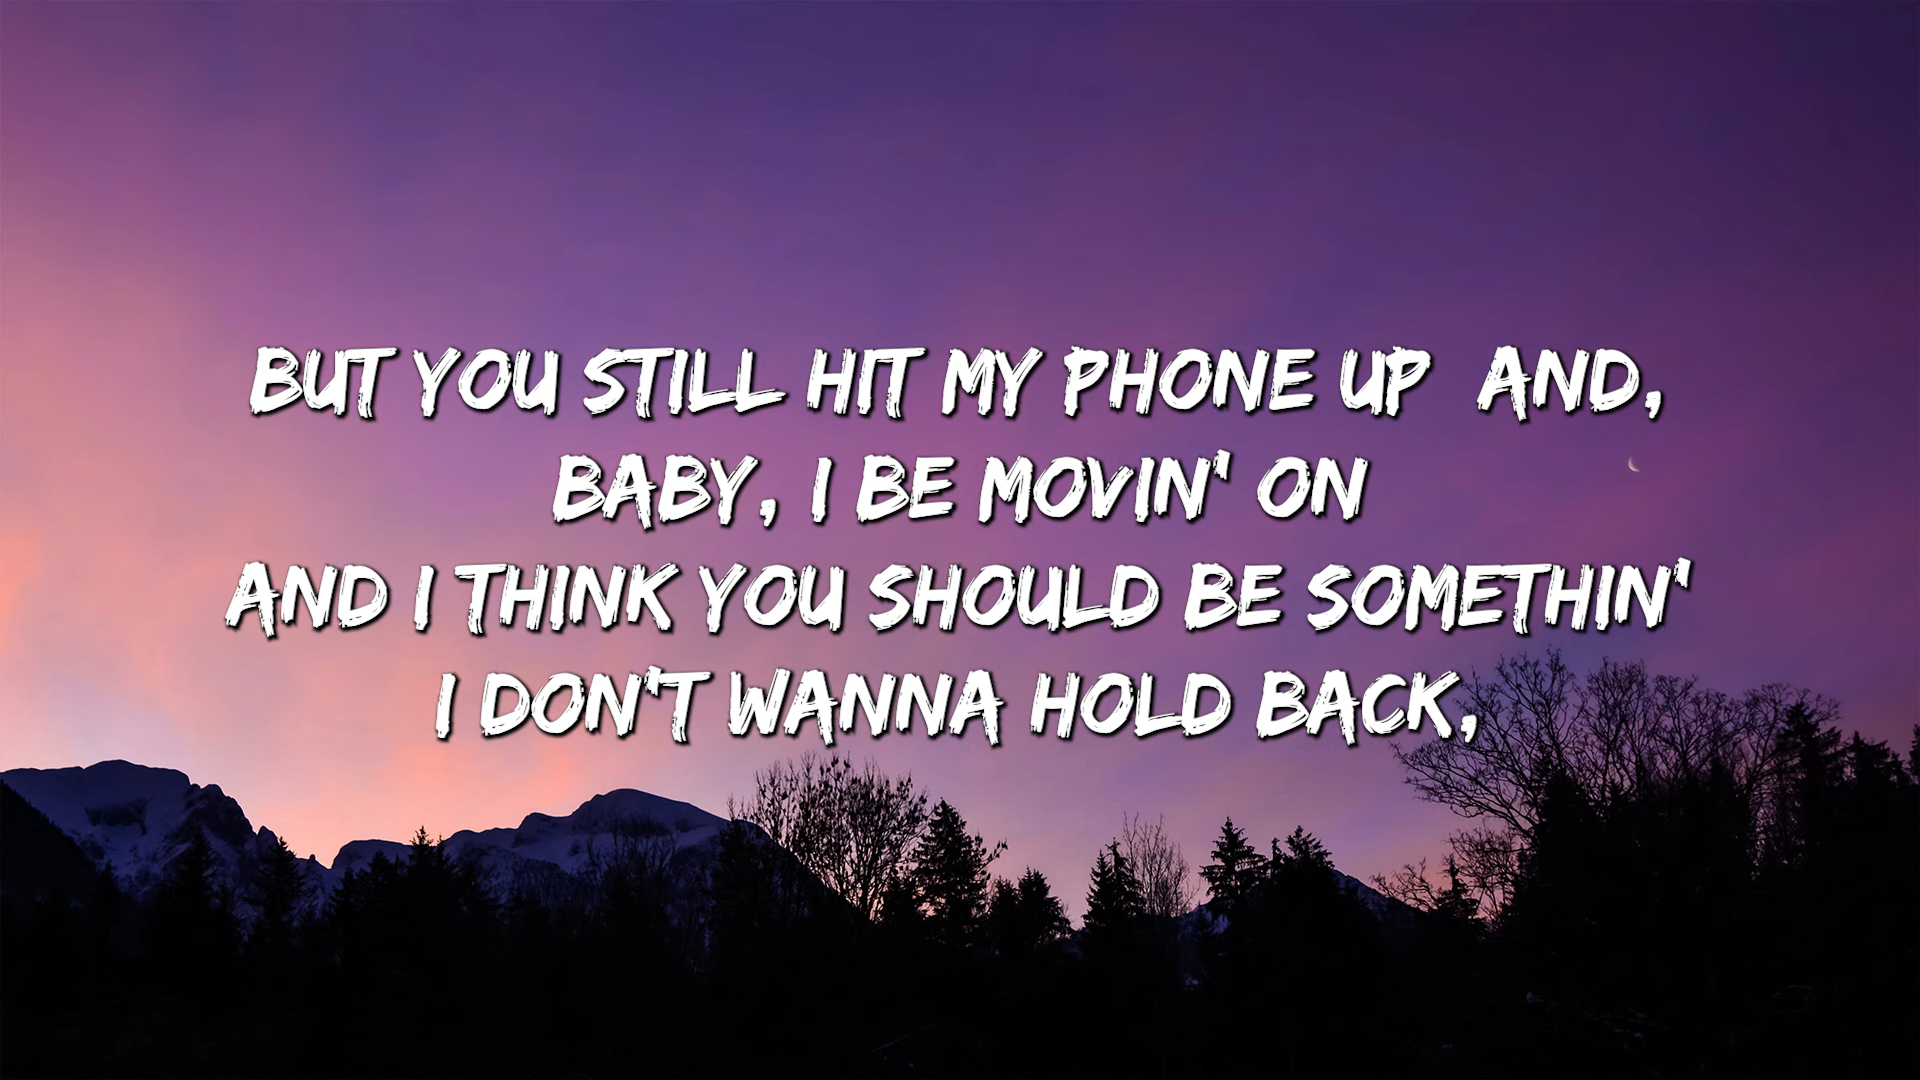 BUT YOU STILL HIT MY PHONE UP  AND,
BABY, I BE MOVIN' ON
AND I THINK YOU SHOULD BE SOMETHIN'
I DON'T WANNA HOLD BACK,